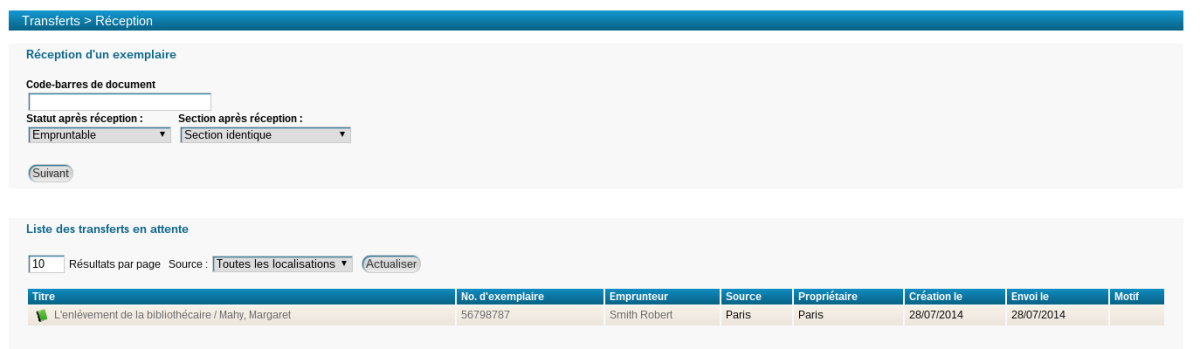 Transferts > Réception
Réception d'un exemplaire
Code-barres de document
Statut après réception : Section après réception :
Empruntable Section identique
Suivant
Liste des transferts en attente
10 Résultats par page Source : Toutes les localisations Actualiser
Titre No. d'exemplaire Emprunteur Source Propriétaire Création le Envoi le Motif
L'enlèvement de la bibliothécaire / Mahy, Margaret 56798787 Smith Robert Paris Paris 28/07/2014 28/07/2014